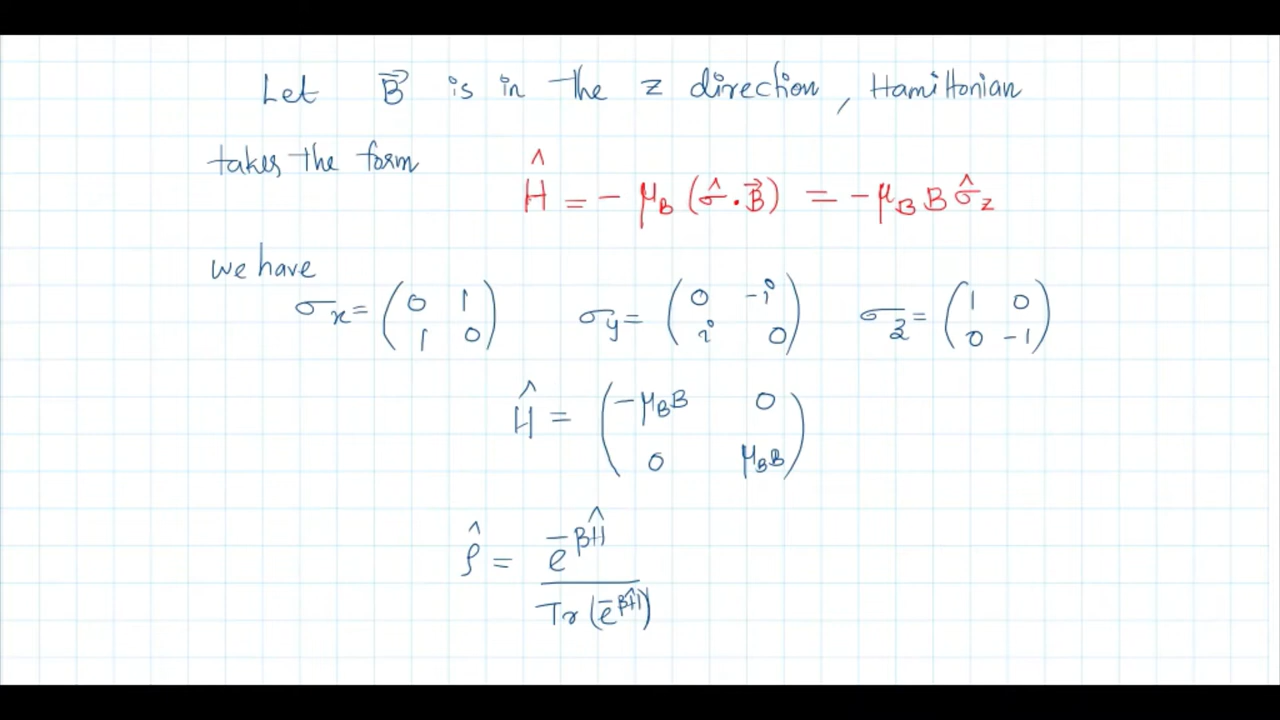 Let B⃗ is in the z direction, Hamiltonian
takes the form Ĥ = - μ_B (σ̂ · B⃗) = - μ_B B σ̂_z
we have
σ_x = (0 1; 1 0) σ_y = (0 -i; i 0) σ_z = (1 0; 0 -1)
Ĥ = (-μ_B B 0; 0 μ_B B)
ρ̂ = e^{-βĤ} / Tr(e^{-βĤ})